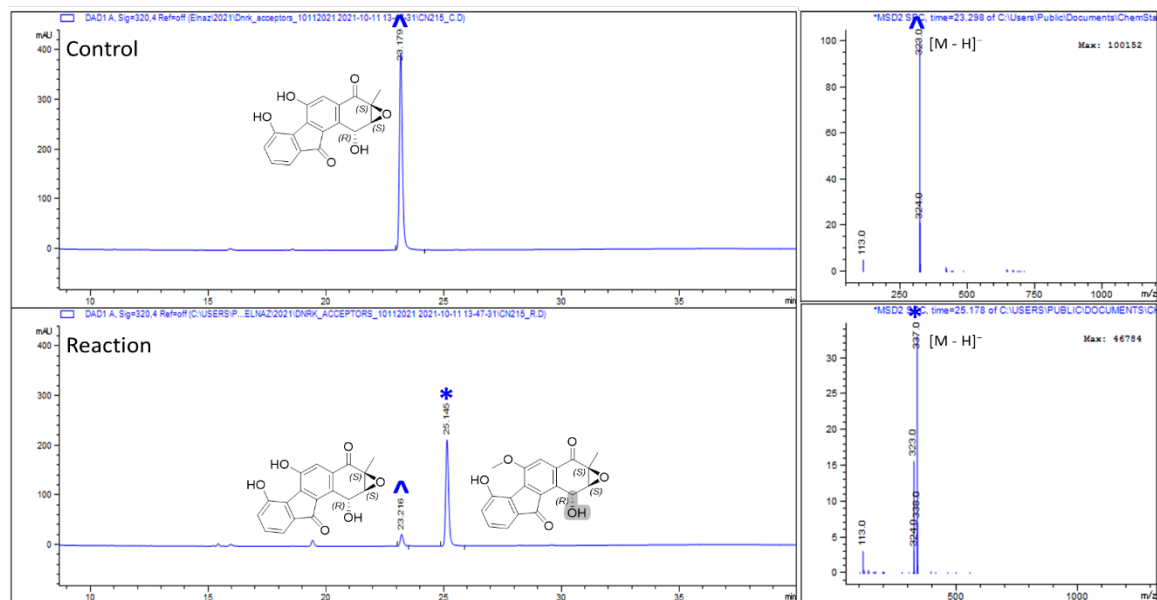 DAD1 A, Sig=320,4 Ref=off (Elnaz\2021\Dnrk_acceptors_10112021 2021-10-11 13-47-31\CN215_C.D)
mAU
Control
^
23.179
400
300
200
100
0
O
HO
(S)
O
HO
(S)
(R)
OH
O
10
15
20
25
30
35
min
*MSD2 SPC, time=23.298 of C:\Users\Public\Documents\ChemSta
^
323.0
[M - H]⁻
Max: 100152
100
80
60
40
20
0
324.0
113.0
250
500
750
1000
m/z
DAD1 A, Sig=320,4 Ref=off (C:\USERS\P...ELNAZ\2021\DNRK_ACCEPTORS_10112021 2021-10-11 13-47-31\CN215_R.D)
mAU
Reaction
*
25.145
400
300
200
100
0
O
HO
(S)
O
HO
(S)
(R)
OH
O
^
23.216
O
O
(S)
O
HO
(S)
(R)
OH
O
10
15
20
25
30
35
min
*MSD2 SPC, time=25.178 of C:\USERS\PUBLIC\DOCUMENTS\CH
*
337.0
[M - H]⁻
Max: 46784
35
30
25
20
15
10
5
0
323.0
338.0
324.0
113.0
500
1000
m/z